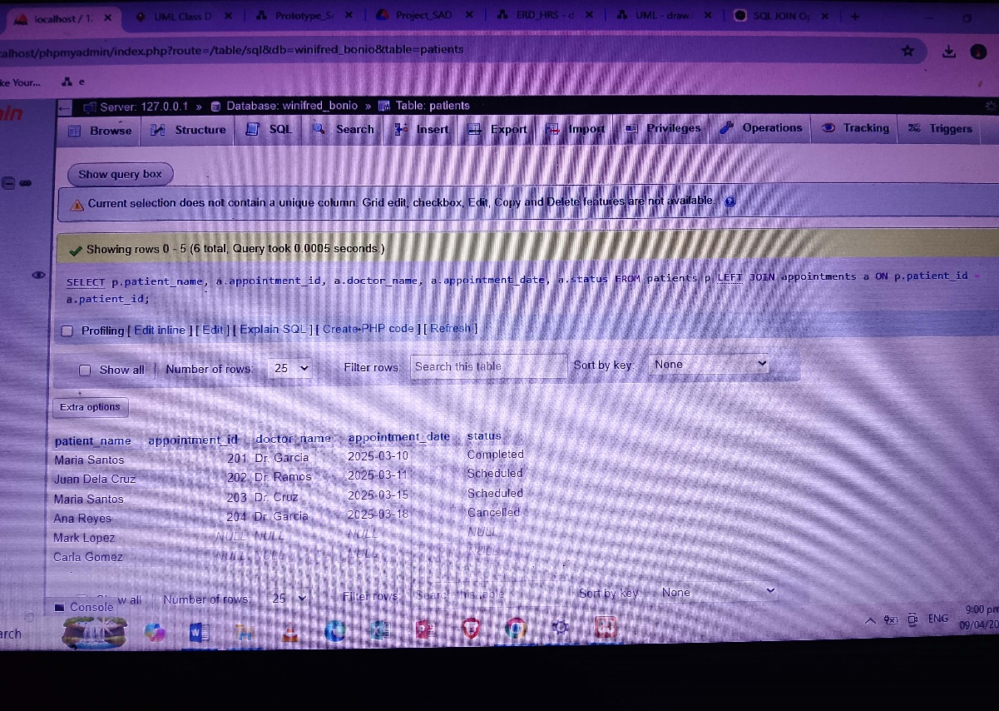 localhost / 12
UML Class D
Prototype_S
Project_SAD
ERD_HRS - d
UML - draw.
SQL JOIN Op
alhost/phpmyadmin/index.php?route=/table/sql&db=winifred_bonio&table=patients
ke Your...
e
in
Server: 127.0.0.1 » Database: winifred_bonio » Table: patients
Browse Structure SQL Search Insert Export Import Privileges Operations Tracking Triggers
Show query box
Current selection does not contain a unique column. Grid edit, checkbox, Edit, Copy and Delete features are not available.
Showing rows 0 - 5 (6 total, Query took 0.0005 seconds.)
SELECT p.patient_name, a.appointment_id, a.doctor_name, a.appointment_date, a.status FROM patients p LEFT JOIN appointments a ON p.patient_id =
a.patient_id;
Profiling [ Edit inline ] [ Edit ] [ Explain SQL ] [ Create PHP code ] [ Refresh ]
Show all | Number of rows: 25 Filter rows: Search this table Sort by key: None
Extra options
patient_name appointment_id doctor_name appointment_date status
Maria Santos 201 Dr. Garcia 2025-03-10 Completed
Juan Dela Cruz 202 Dr. Ramos 2025-03-11 Scheduled
Maria Santos 203 Dr. Cruz 2025-03-15 Scheduled
Ana Reyes 204 Dr. Garcia 2025-03-18 Cancelled
Mark Lopez NULL NULL NULL NULL
Carla Gomez NULL NULL NULL NULL
w all Number of rows: 25 Filter rows: Search this table Sort by key: None
Console
arch
ENG
9:00 pm
09/04/20